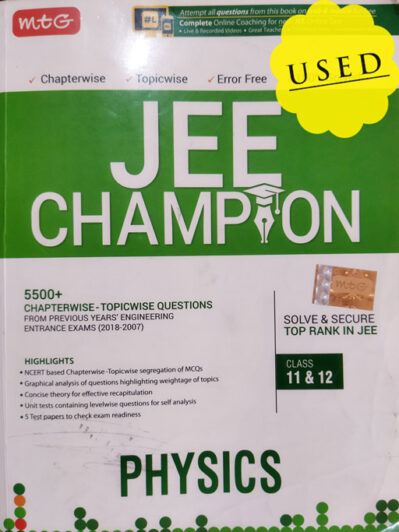 mtG
Attempt all questions from this book on
Complete Online Coaching for
• Live & Recorded Videos • Great Teachers
USED
✓ Chapterwise ✓ Topicwise ✓ Error Free
JEE
CHAMPION
mtG
5500+
CHAPTERWISE-TOPICWISE QUESTIONS
FROM PREVIOUS YEARS' ENGINEERING
ENTRANCE EXAMS (2018-2007)
SOLVE & SECURE
TOP RANK IN JEE
HIGHLIGHTS
• NCERT based Chapterwise-Topicwise segregation of MCQs
• Graphical analysis of questions highlighting weightage of topics
• Concise theory for effective recapitulation
• Unit tests containing levelwise questions for self analysis
• 5 Test papers to check exam readiness
CLASS
11 & 12
PHYSICS